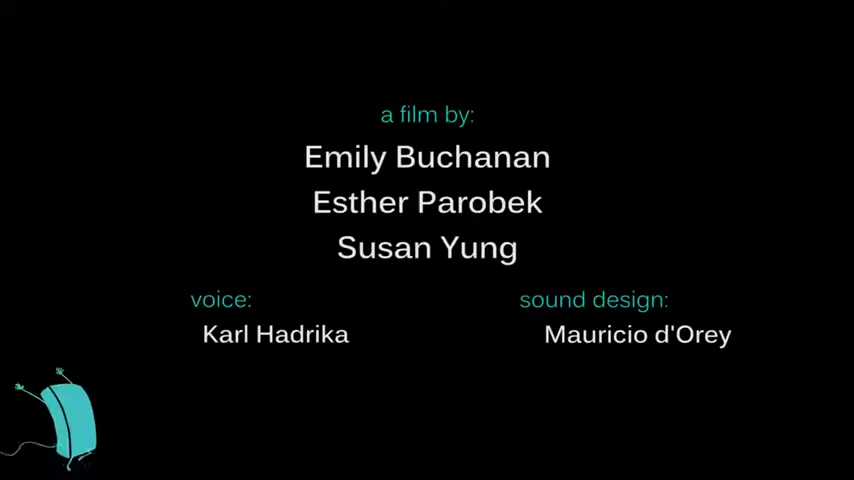 a film by:
Emily Buchanan
Esther Parobek
Susan Yung
voice:
Karl Hadrika
sound design:
Mauricio d'Orey